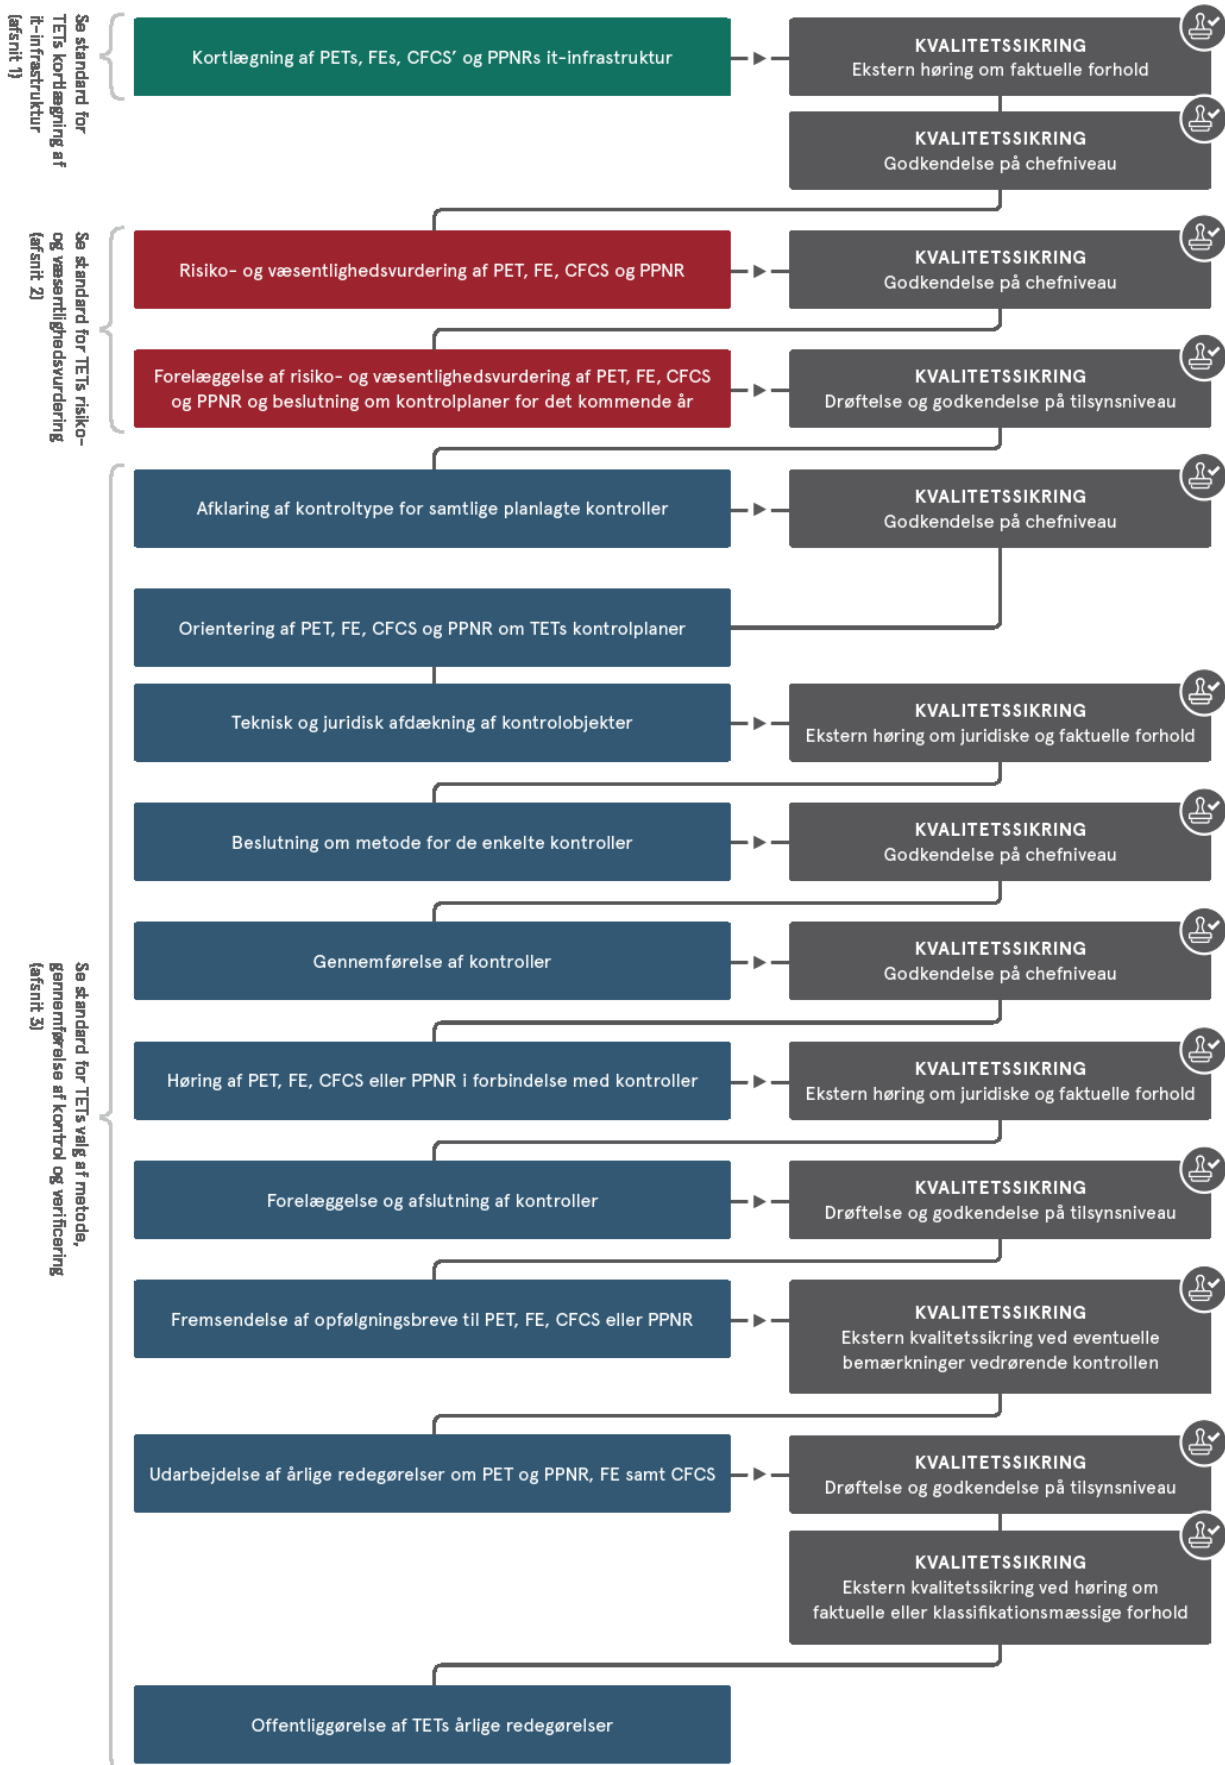 Se standard for
TETs kortlægning af
it-infrastruktur
(afsnit 1)
Kortlægning af PETs, FEs, CFCS’ og PPNRs it-infrastruktur
KVALITETSSIKRING
Ekstern høring om faktuelle forhold
KVALITETSSIKRING
Godkendelse på chefniveau
Se standard for TETs risiko-
og væsentlighedsvurdering
(afsnit 2)
Risiko- og væsentlighedsvurdering af PET, FE, CFCS og PPNR
KVALITETSSIKRING
Godkendelse på chefniveau
Forelæggelse af risiko- og væsentlighedsvurdering af PET, FE, CFCS
og PPNR og beslutning om kontrolplaner for det kommende år
KVALITETSSIKRING
Drøftelse og godkendelse på tilsynsniveau
Se standard for TETs valg af metode,
gennemførelse af kontrol og verificering
(afsnit 3)
Afklaring af kontroltype for samtlige planlagte kontroller
KVALITETSSIKRING
Godkendelse på chefniveau
Orientering af PET, FE, CFCS og PPNR om TETs kontrolplaner
Teknisk og juridisk afdækning af kontrolobjekter
KVALITETSSIKRING
Ekstern høring om juridiske og faktuelle forhold
Beslutning om metode for de enkelte kontroller
KVALITETSSIKRING
Godkendelse på chefniveau
Gennemførelse af kontroller
KVALITETSSIKRING
Godkendelse på chefniveau
Høring af PET, FE, CFCS eller PPNR i forbindelse med kontroller
KVALITETSSIKRING
Ekstern høring om juridiske og faktuelle forhold
Forelæggelse og afslutning af kontroller
KVALITETSSIKRING
Drøftelse og godkendelse på tilsynsniveau
Fremsendelse af opfølgningsbreve til PET, FE, CFCS eller PPNR
KVALITETSSIKRING
Ekstern kvalitetssikring ved eventuelle
bemærkninger vedrørende kontrollen
Udarbejdelse af årlige redegørelser om PET og PPNR, FE samt CFCS
KVALITETSSIKRING
Drøftelse og godkendelse på tilsynsniveau
KVALITETSSIKRING
Ekstern kvalitetssikring ved høring om
faktuelle eller klassifikationsmæssige forhold
Offentliggørelse af TETs årlige redegørelser